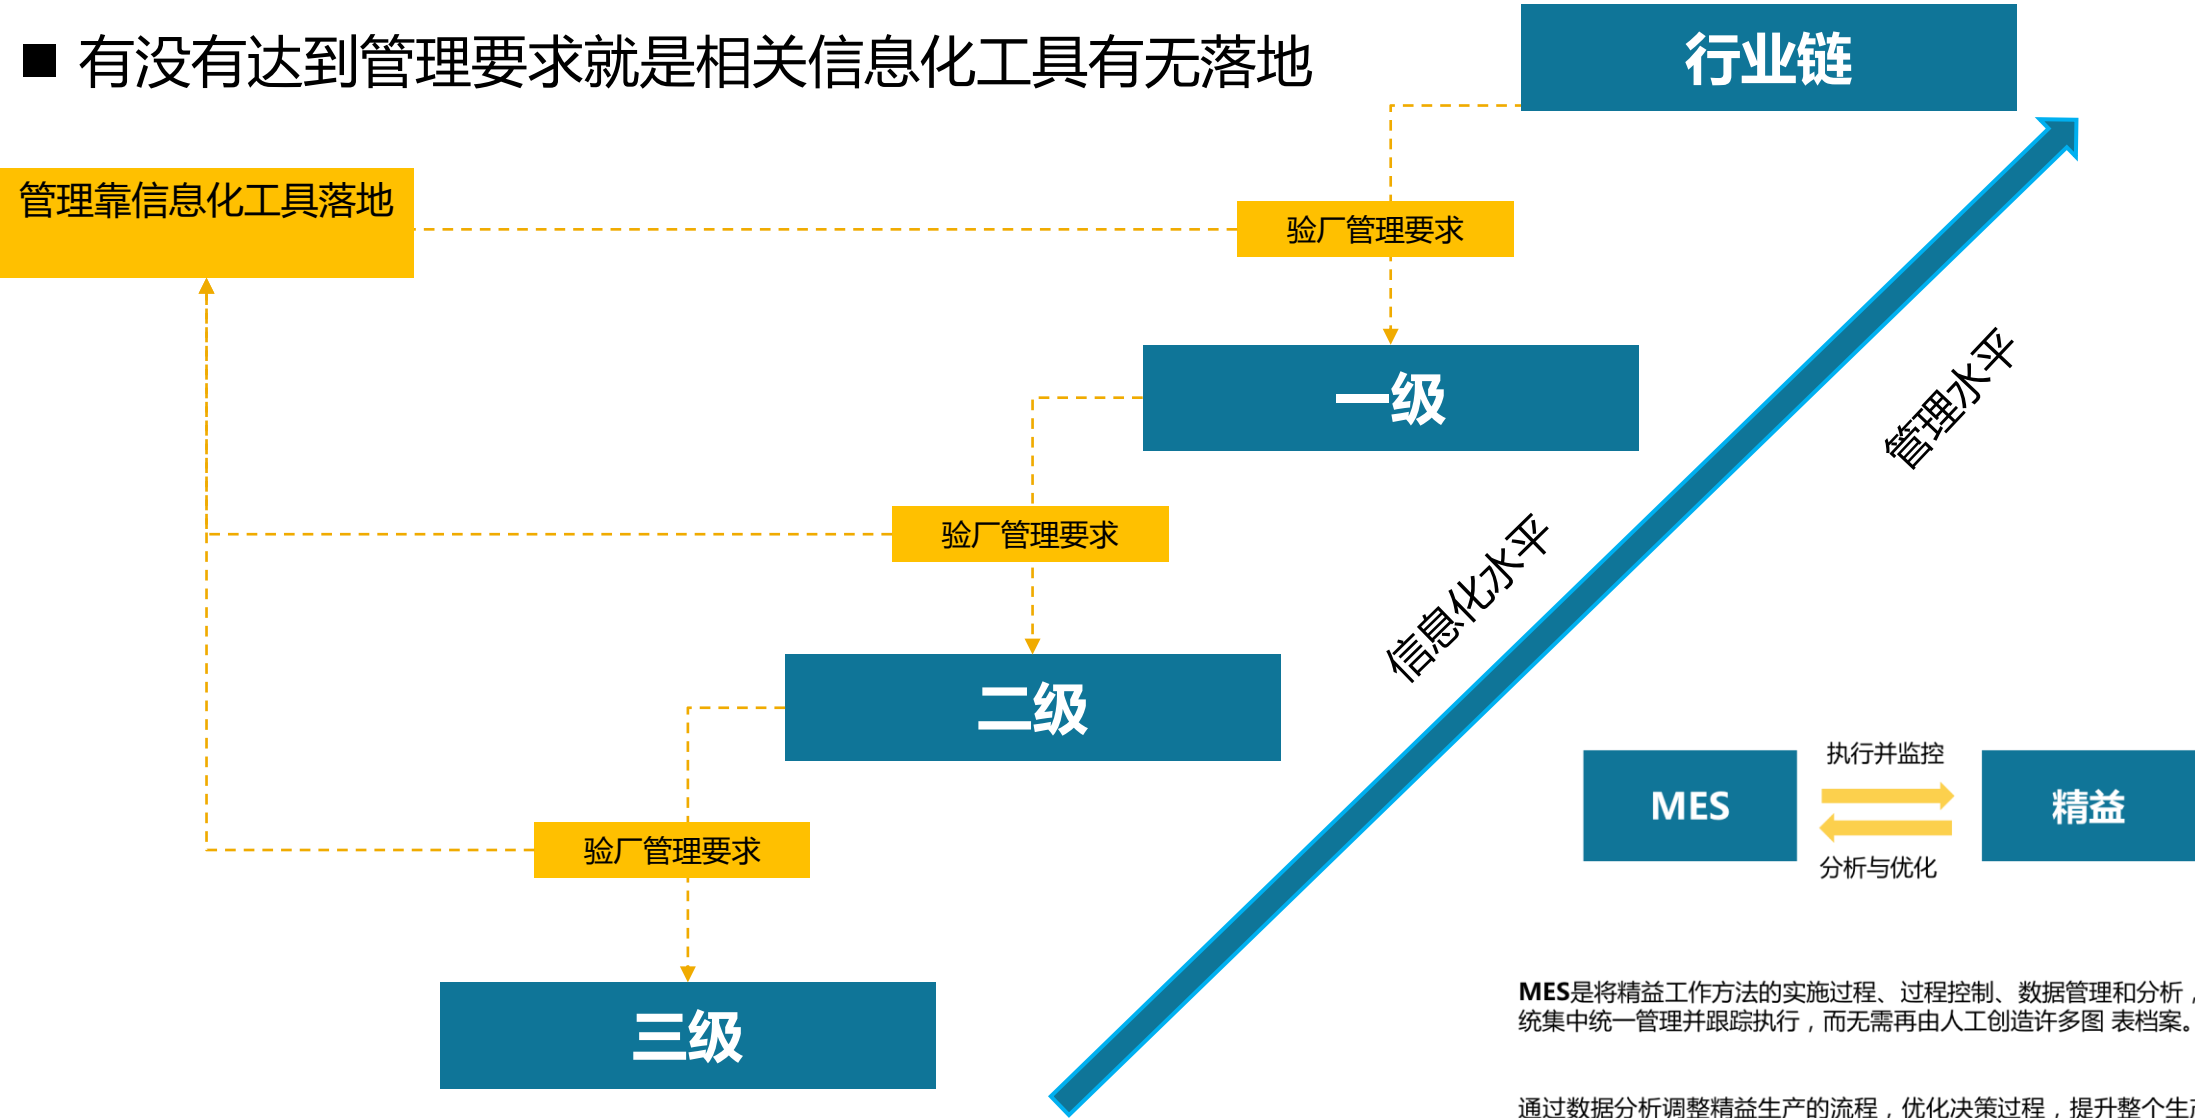 ■ 有没有达到管理要求就是相关信息化工具有无落地
行业链
管理靠信息化工具落地
验厂管理要求
一级
管理水平
验厂管理要求
信息化水平
二级
执行并监控
MES
精益
分析与优化
验厂管理要求
三级
MES是将精益工作方法的实施过程、过程控制、数据管理和分析，
统集中统一管理并跟踪执行，而无需再由人工创造许多图 表档案。
通过数据分析调整精益生产的流程，优化决策过程，提升整个生产